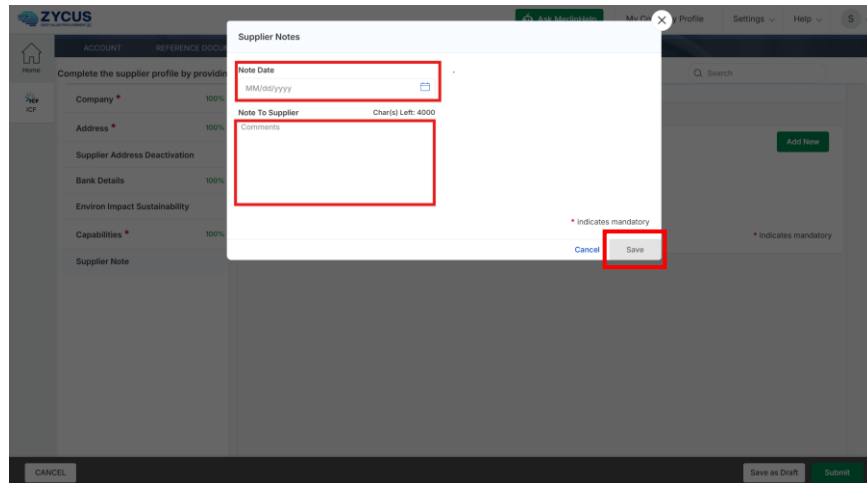 ZYCUS
Ask MerlinHelp
Profile
Settings
Help
S
ACCOUNT
REFERENCE
Home
Complete the supplier profile by
Search
ICF
ICF
Company *
100%
Address *
100%
Supplier Address Deactivation
Bank Details
100%
Environ Impact Sustainability
Capabilities *
100%
Supplier Note
Supplier Notes
Note Date
MM/dd/yyyy
Note To Supplier
Char(s) Left: 4000
Comments
* indicates mandatory
Cancel
Save
Add New
* indicates mandatory
CANCEL
Save as Draft
Submit